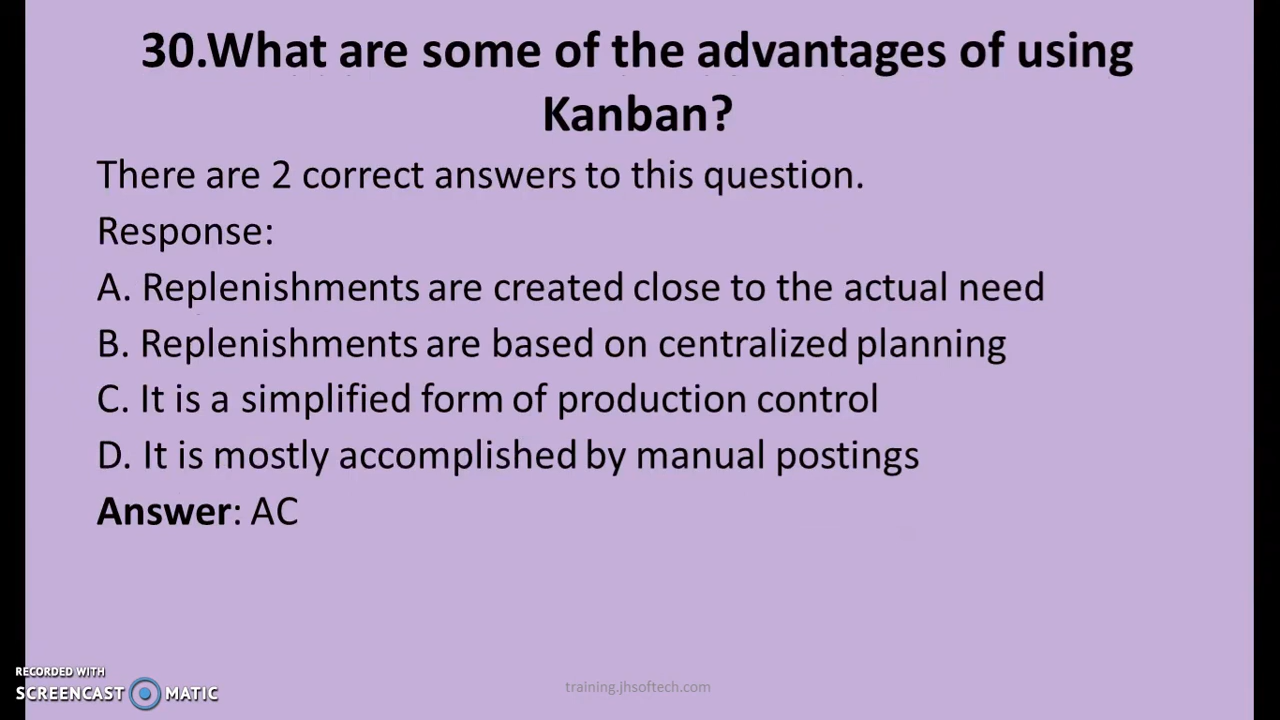 30.What are some of the advantages of using
Kanban?
There are 2 correct answers to this question.
Response:
A. Replenishments are created close to the actual need
B. Replenishments are based on centralized planning
C. It is a simplified form of production control
D. It is mostly accomplished by manual postings
Answer: AC
RECORDED WITH
SCREENCAST MATIC
training.jhsoftech.com